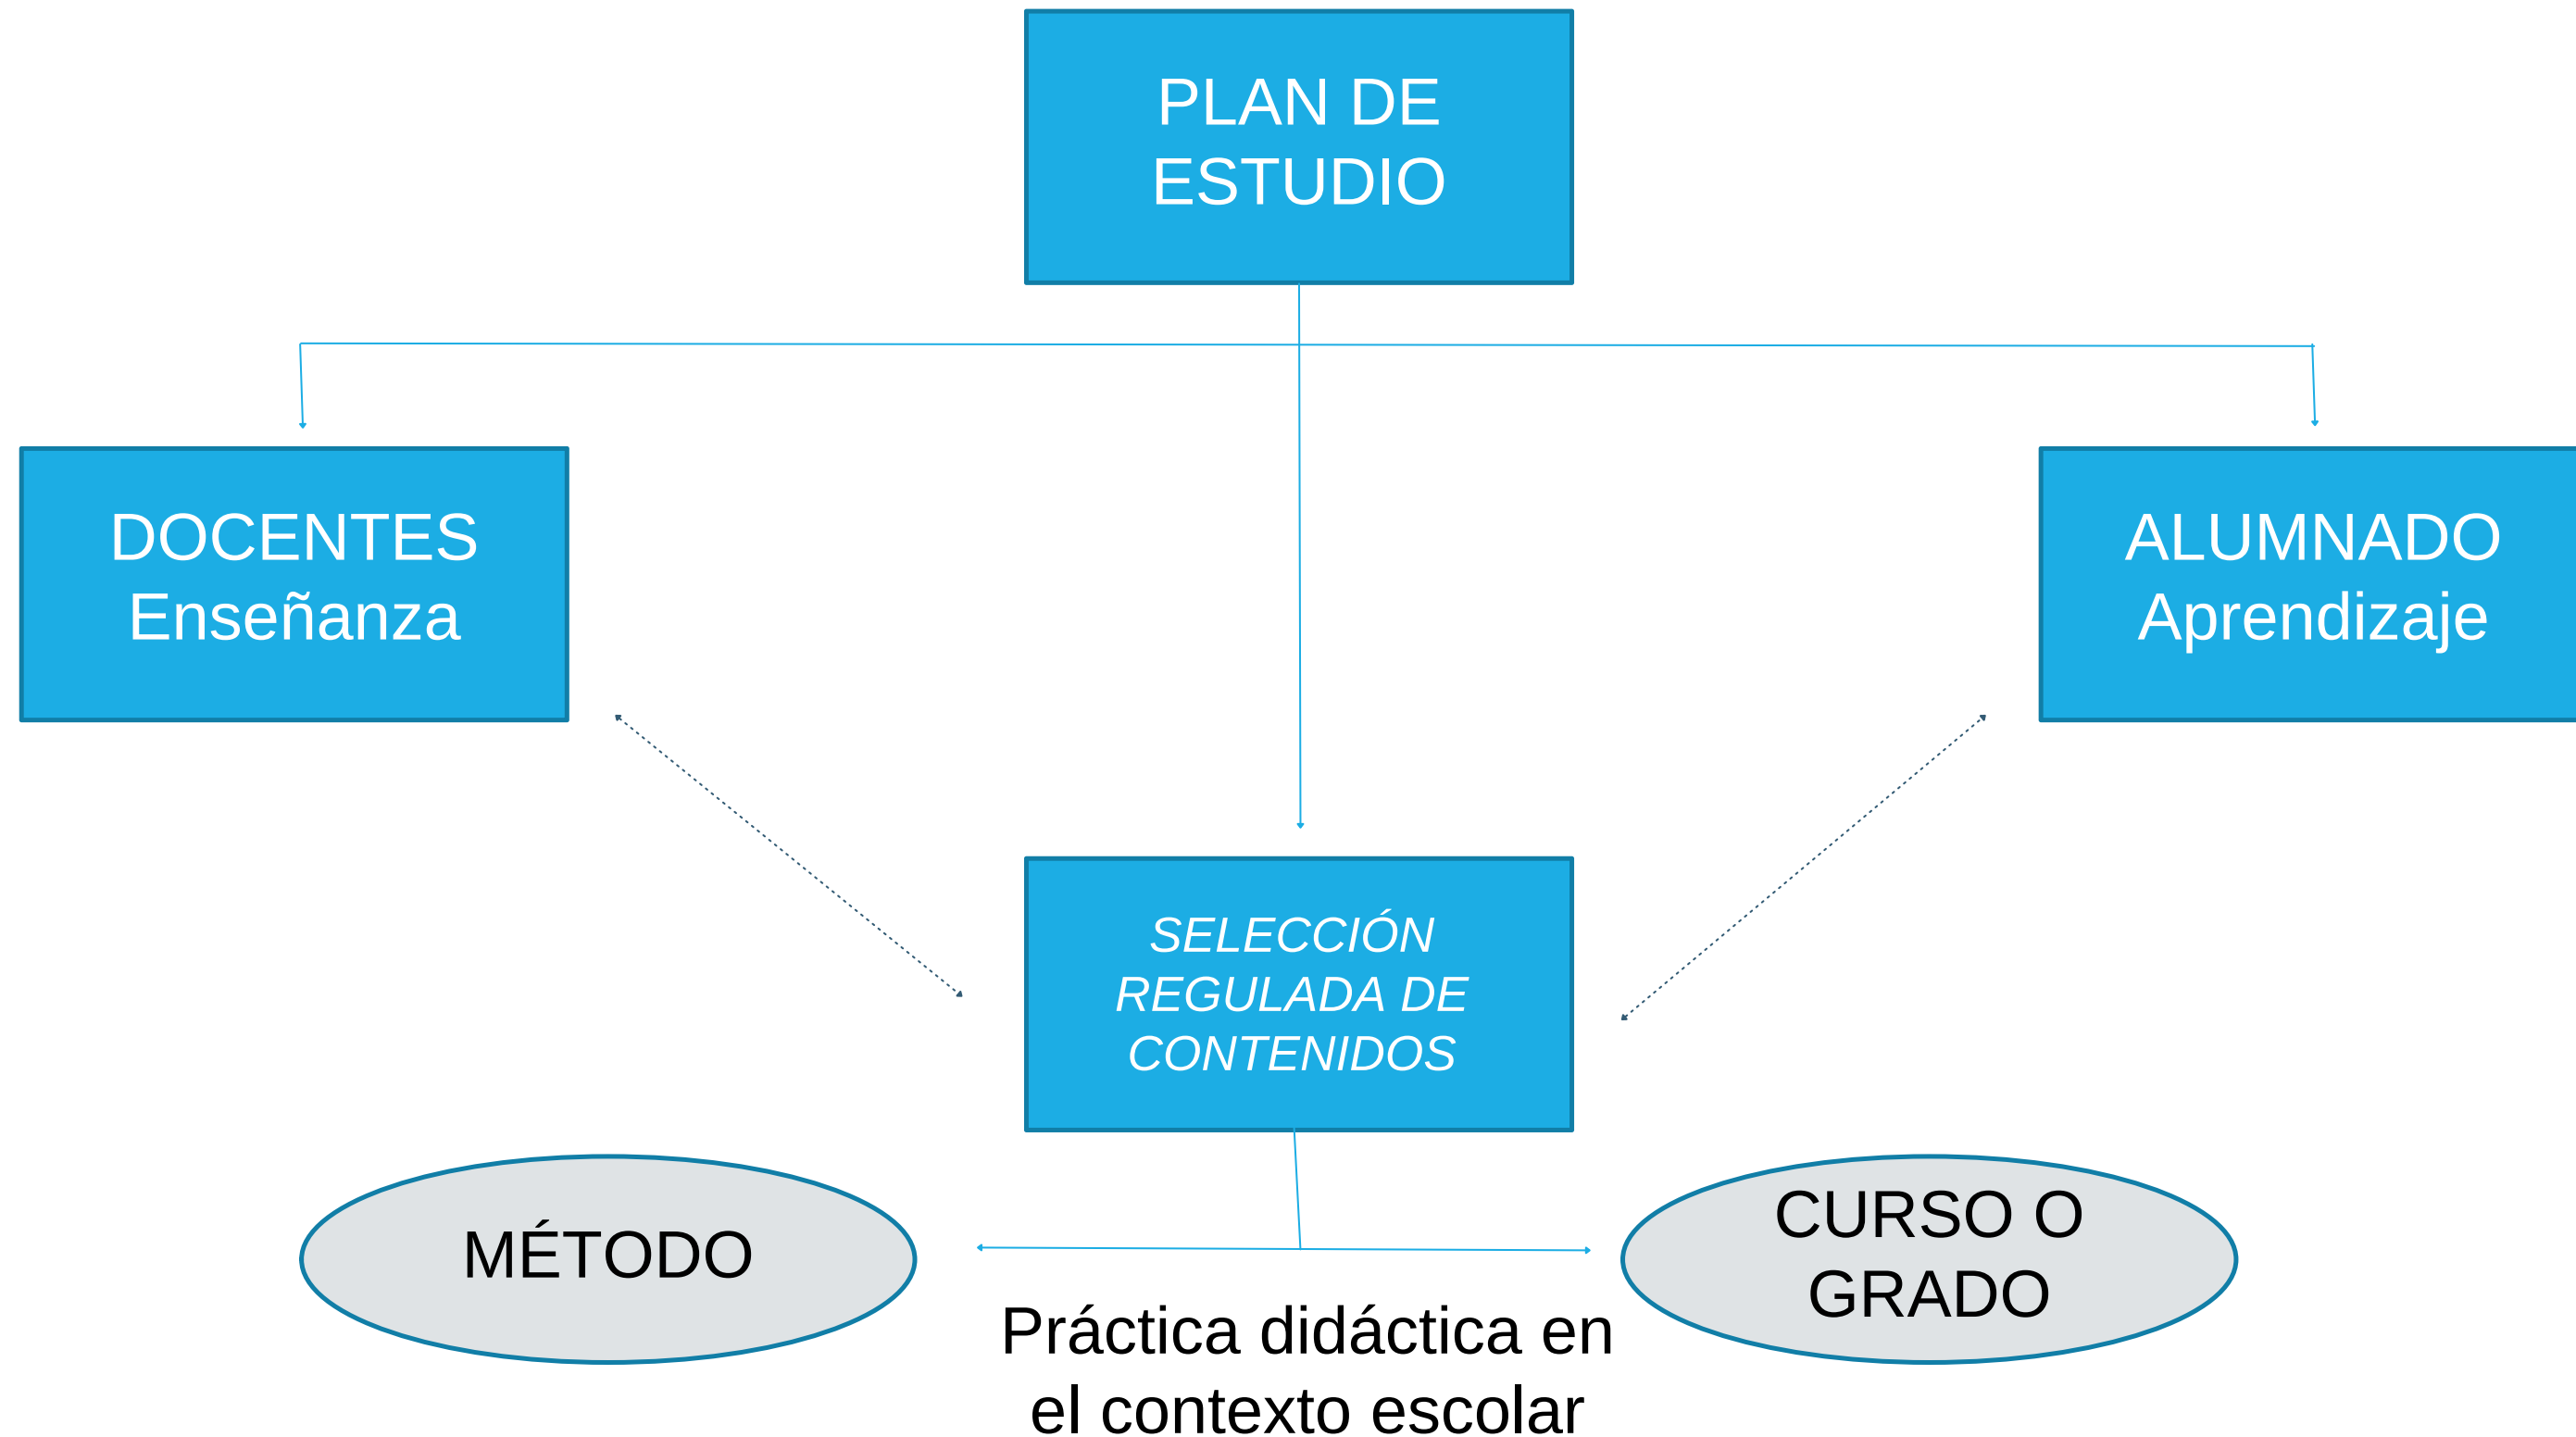 PLAN DE
ESTUDIO
DOCENTES
Enseñanza
ALUMNADO
Aprendizaje
SELECCIÓN
REGULADA DE
CONTENIDOS
MÉTODO
CURSO O
GRADO
Práctica didáctica en
el contexto escolar